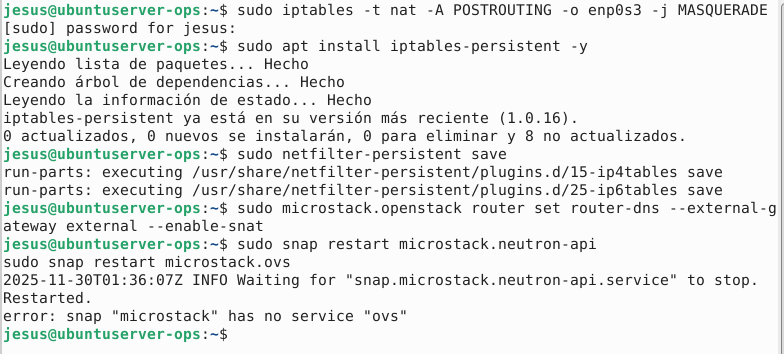 jesus@ubuntuserver-ops:~$ sudo iptables -t nat -A POSTROUTING -o enp0s3 -j MASQUERADE
[sudo] password for jesus:
jesus@ubuntuserver-ops:~$ sudo apt install iptables-persistent -y
Leyendo lista de paquetes... Hecho
Creando árbol de dependencias... Hecho
Leyendo la información de estado... Hecho
iptables-persistent ya está en su versión más reciente (1.0.16).
0 actualizados, 0 nuevos se instalarán, 0 para eliminar y 8 no actualizados.
jesus@ubuntuserver-ops:~$ sudo netfilter-persistent save
run-parts: executing /usr/share/netfilter-persistent/plugins.d/15-ip4tables save
run-parts: executing /usr/share/netfilter-persistent/plugins.d/25-ip6tables save
jesus@ubuntuserver-ops:~$ sudo microstack.openstack router set router-dns --external-g
ateway external --enable-snat
jesus@ubuntuserver-ops:~$ sudo snap restart microstack.neutron-api
sudo snap restart microstack.ovs
2025-11-30T01:36:07Z INFO Waiting for "snap.microstack.neutron-api.service" to stop.
Restarted.
error: snap "microstack" has no service "ovs"
jesus@ubuntuserver-ops:~$